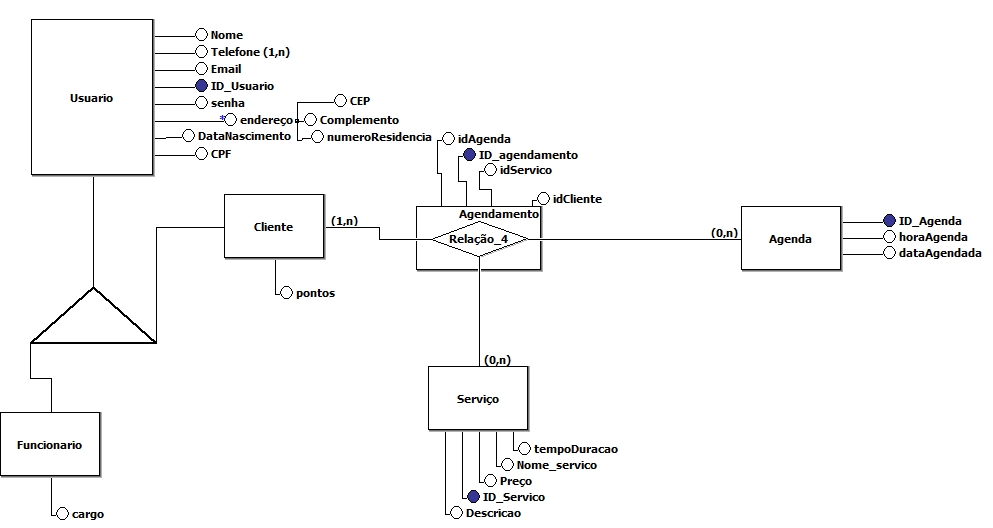 Usuario
Nome
Telefone (1,n)
Email
ID_Usuario
senha
* endereço
CEP
Complemento
numeroResidencia
DataNascimento
CPF
idAgenda
ID_agendamento
idServico
idCliente
Cliente
(1,n)
Agendamento
Relação_4
(0,n)
Agenda
ID_Agenda
horaAgenda
dataAgendada
pontos
(0,n)
Serviço
Funcionario
tempoDuracao
Nome_servico
Preço
ID_Servico
Descricao
cargo